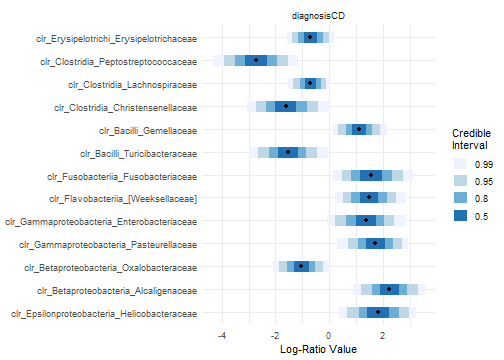 diagnosisCD
clr_Erysipelotrichi_Erysipelotrichaceae
clr_Clostridia_Peptostreptococcaceae
clr_Clostridia_Lachnospiraceae
clr_Clostridia_Christensenellaceae
clr_Bacilli_Gemellaceae
clr_Bacilli_Turicibacteraceae
clr_Fusobacteriia_Fusobacteriaceae
clr_Flavobacteriia_[Weeksellaceae]
clr_Gammaproteobacteria_Enterobacteriaceae
clr_Gammaproteobacteria_Pasteurellaceae
clr_Betaproteobacteria_Oxalobacteraceae
clr_Betaproteobacteria_Alcaligenaceae
clr_Epsilonproteobacteria_Helicobacteraceae
-4 -2 0 2
Log-Ratio Value
Credible
Interval
0.99
0.95
0.8
0.5